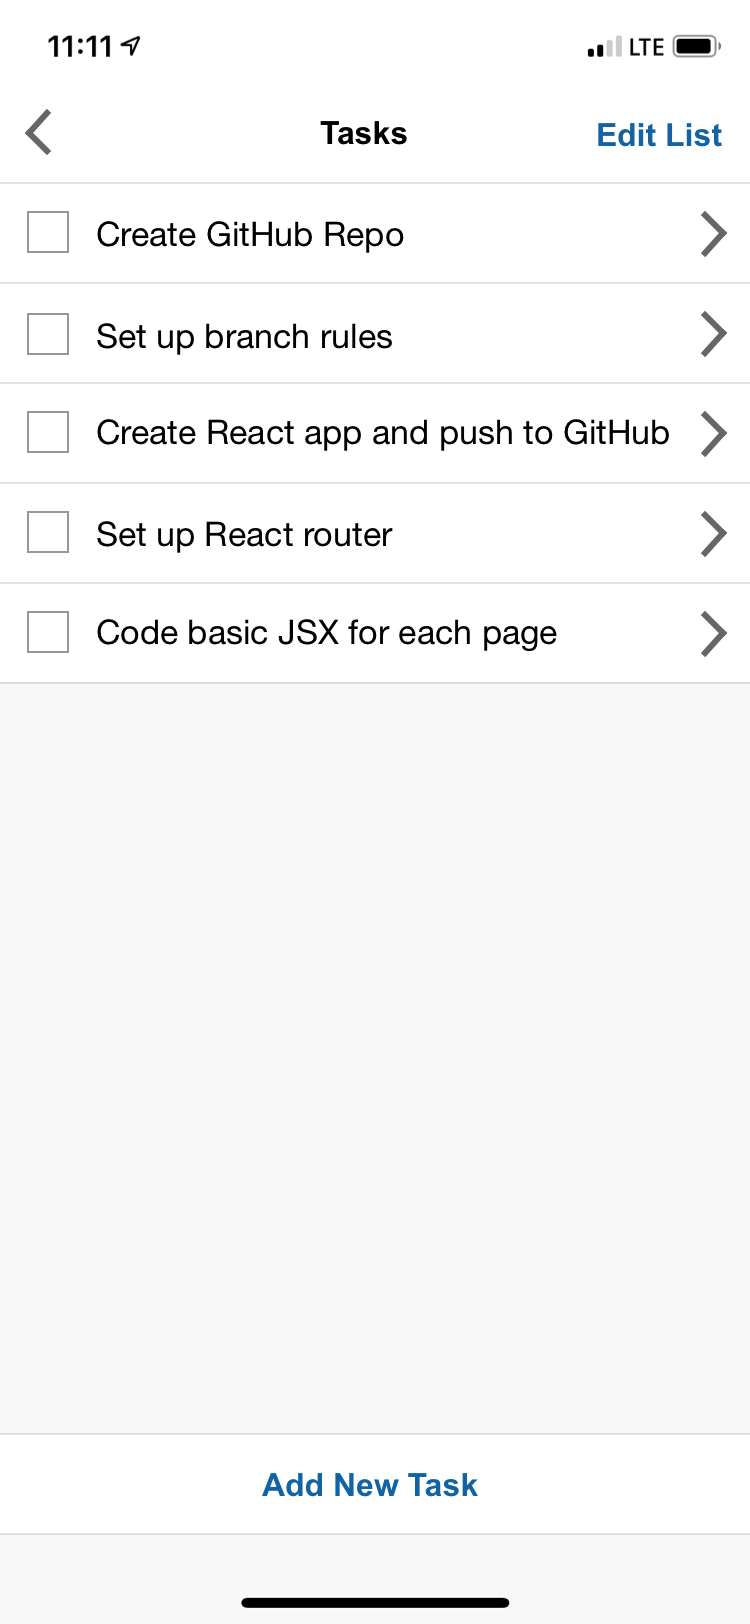 11:11 LTE
Tasks Edit List
Create GitHub Repo
Set up branch rules
Create React app and push to GitHub
Set up React router
Code basic JSX for each page
Add New Task